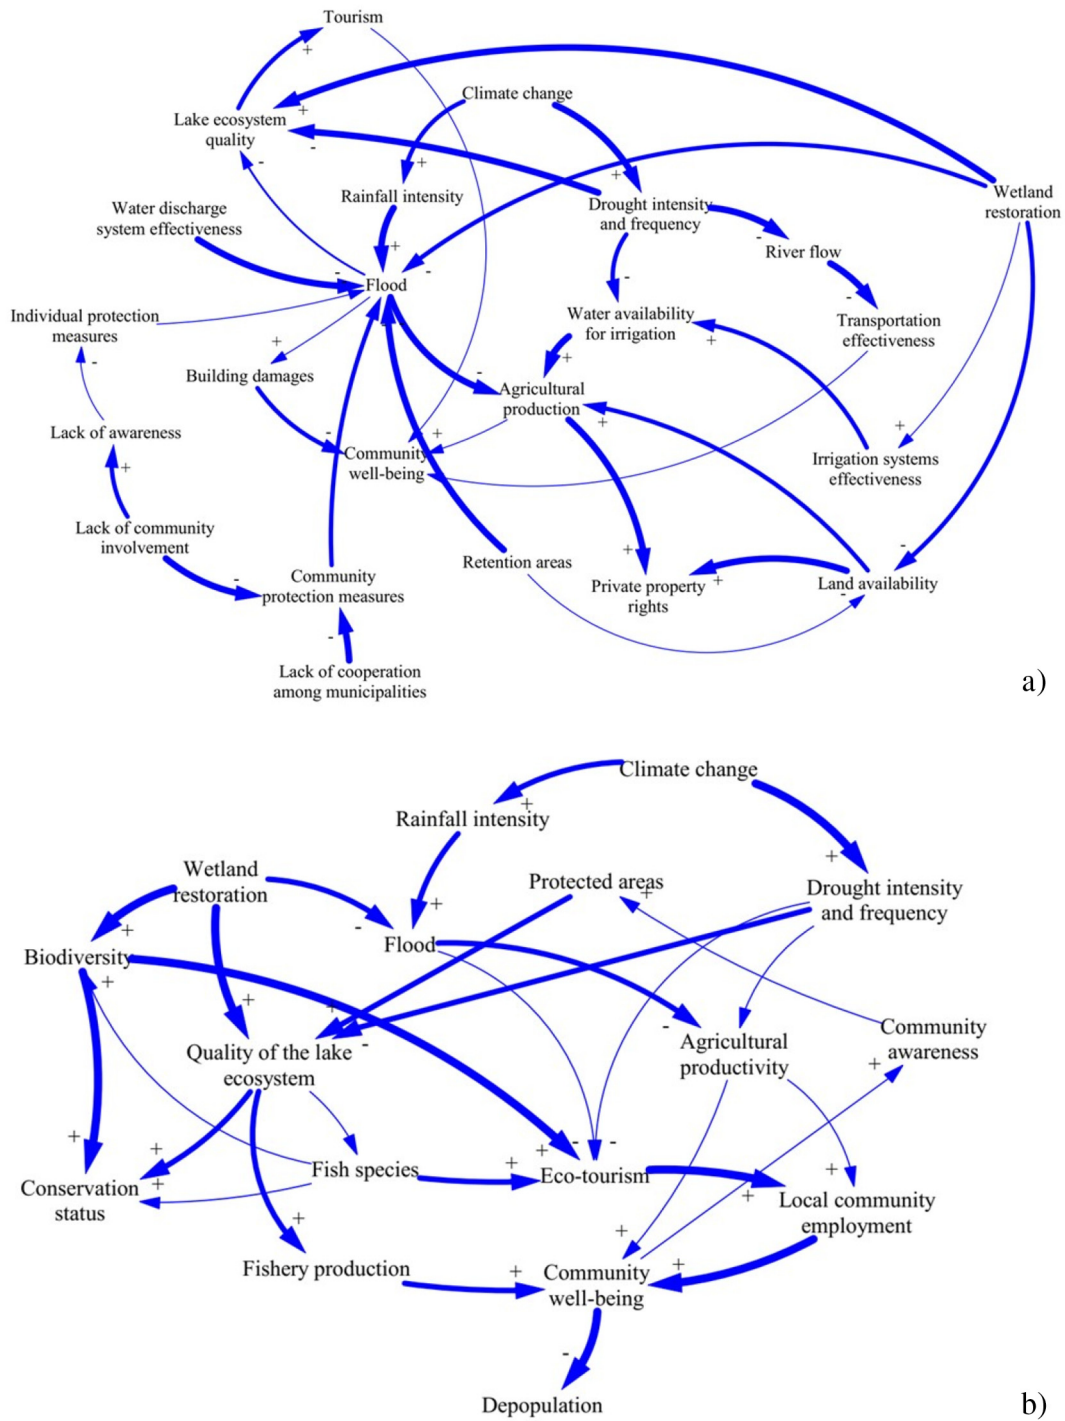 Tourism
+
Climate change
Lake ecosystem
quality
+
-
-
+
+
Rainfall intensity
Drought intensity
and frequency
Wetland
restoration
Water discharge
system effectiveness
+
-
River flow
-
-
Flood
-
-
Individual protection
measures
Water availability
for irrigation
Transportation
effectiveness
+
+
-
+
Building damages
-
Agricultural
production
+
Lack of awareness
-
+
+
Community
well-being
Irrigation systems
effectiveness
+
Lack of community
involvement
-
Retention areas
+
-
Community
protection measures
Private property
rights
+
Land availability
-
-
Lack of cooperation
among municipalities
a)
Climate change
+
Rainfall intensity
+
Wetland
restoration
Protected areas
+
Drought intensity
and frequency
+
-
+
Biodiversity
Flood
+
+
+
-
-
Quality of the lake
ecosystem
Agricultural
productivity
Community
awareness
+
+
+
+
+
-
-
Conservation
status
+
Fish species
Eco-tourism
+
+
Local community
employment
+
+
Fishery production
+
Community
well-being
+
-
Depopulation
b)